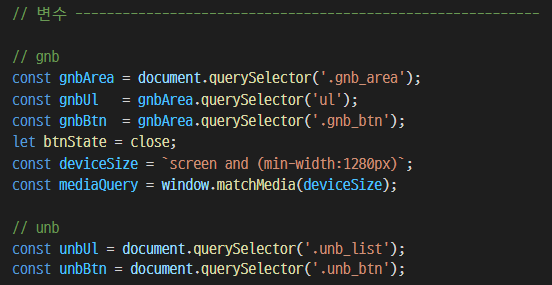 // 변수 ----------------------------------------------------------
// gnb
const gnbArea = document.querySelector('.gnb_area');
const gnbUl   = gnbArea.querySelector('ul');
const gnbBtn  = gnbArea.querySelector('.gnb_btn');
let btnState = close;
const deviceSize = `screen and (min-width:1280px)`;
const mediaQuery = window.matchMedia(deviceSize);
// unb
const unbUl = document.querySelector('.unb_list');
const unbBtn = document.querySelector('.unb_btn');